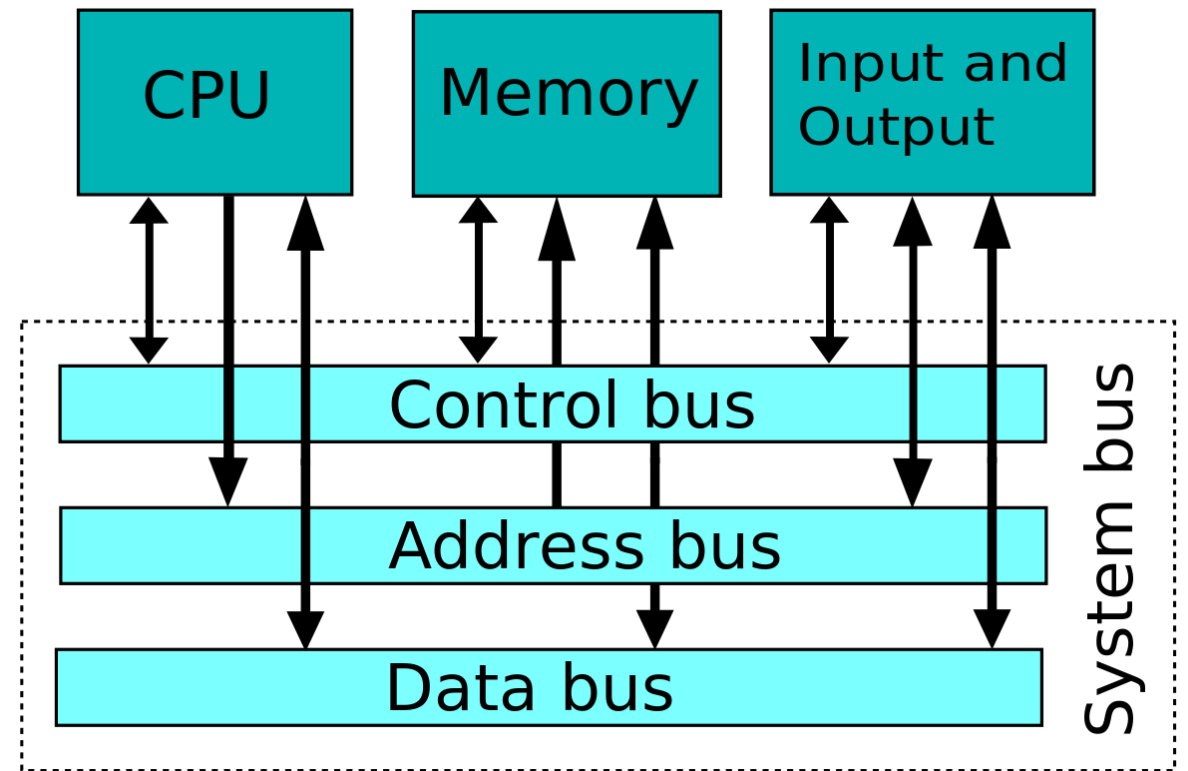 CPU
Memory
Input and
Output
Control bus
Address bus
Data bus
System bus